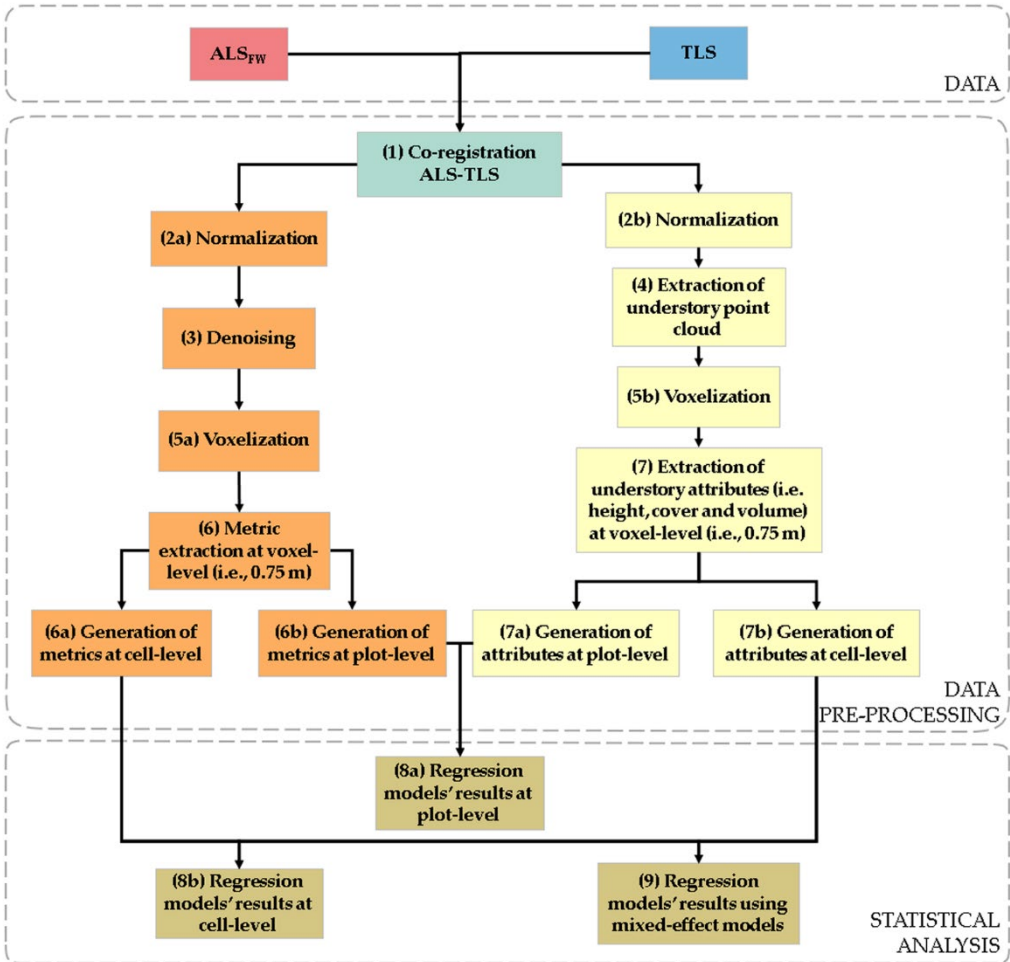 ALSFW
TLS
DATA
(1) Co-registration
ALS-TLS
(2a) Normalization
(2b) Normalization
(4) Extraction of
understory point
cloud
(3) Denoising
(5b) Voxelization
(5a) Voxelization
(7) Extraction of
understory attributes (i.e.
height, cover and volume)
at voxel-level (i.e., 0.75 m)
(6) Metric
extraction at voxel-
level (i.e., 0.75 m)
(6a) Generation of
metrics at cell-level
(6b) Generation of
metrics at plot-level
(7a) Generation of
attributes at plot-level
(7b) Generation of
attributes at cell-level
DATA
PRE-PROCESSING
(8a) Regression
models' results at
plot-level
(8b) Regression
models' results at
cell-level
(9) Regression
models' results using
mixed-effect models
STATISTICAL
ANALYSIS